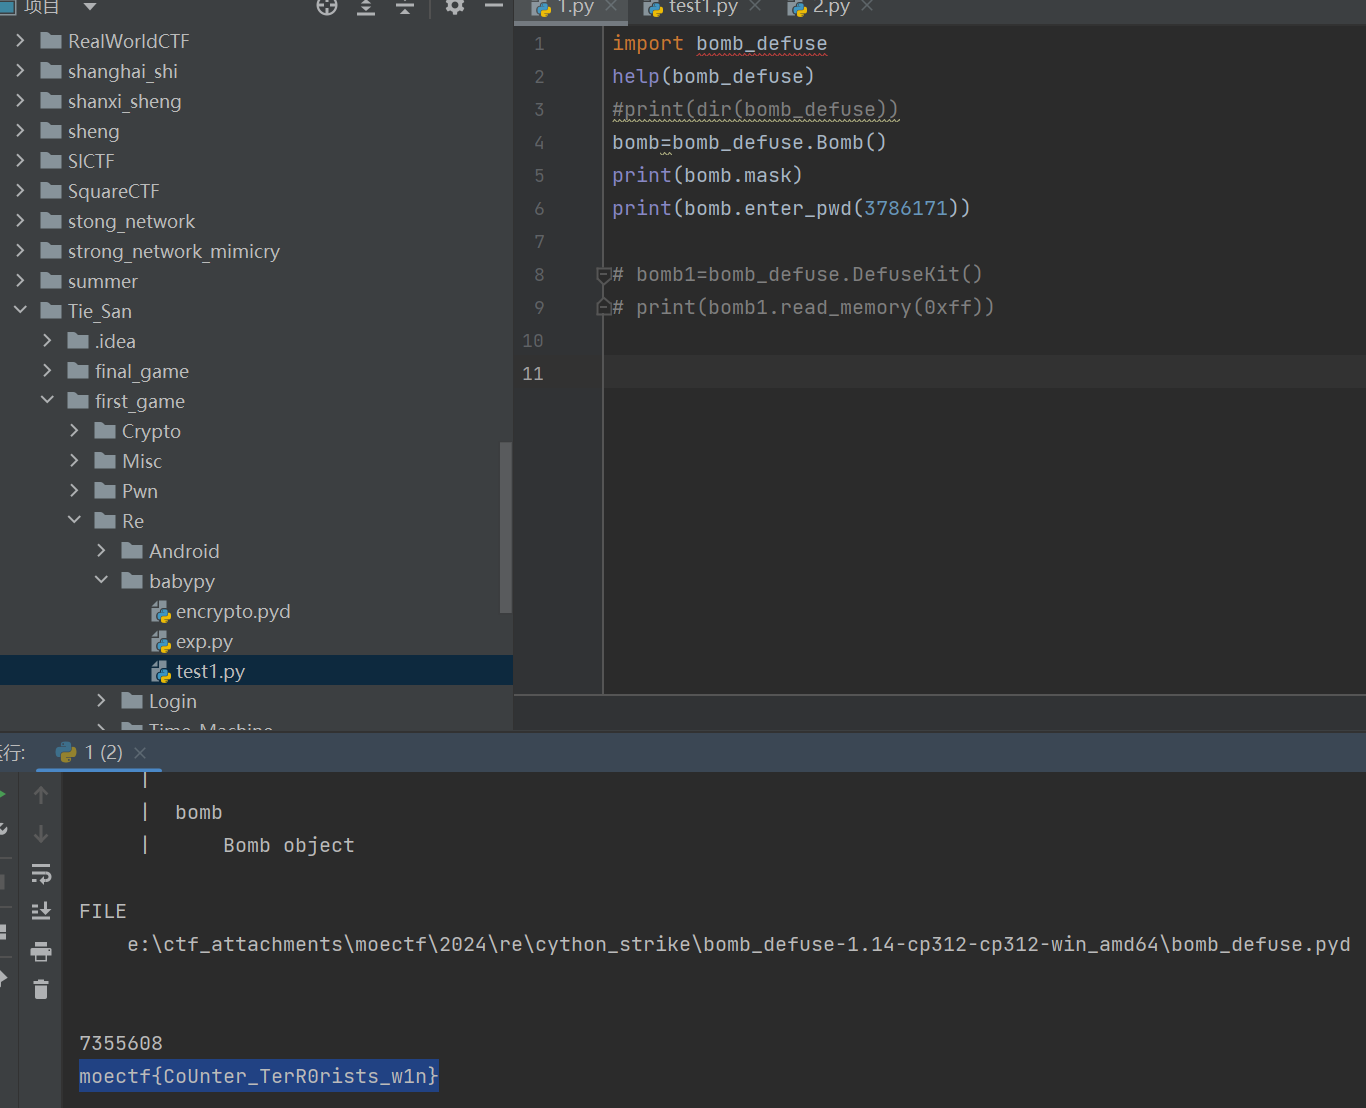 项目
RealWorldCTF
shanghai_shi
shanxi_sheng
sheng
SICTF
SquareCTF
stong_network
strong_network_mimicry
summer
Tie_San
.idea
final_game
first_game
Crypto
Misc
Pwn
Re
Android
babypy
encrypto.pyd
exp.py
test1.py
Login
Time_Machine
1.py
test1.py
2.py
1 import bomb_defuse
2 help(bomb_defuse)
3 #print(dir(bomb_defuse))
4 bomb=bomb_defuse.Bomb()
5 print(bomb.mask)
6 print(bomb.enter_pwd(3786171))
7
8 # bomb1=bomb_defuse.DefuseKit()
9 # print(bomb1.read_memory(0xff))
10
11
行:
1 (2)
|
| bomb
| Bomb object
FILE
e:\ctf_attachments\moectf\2024\re\cython_strike\bomb_defuse-1.14-cp312-cp312-win_amd64\bomb_defuse.pyd
7355608
moectf{CoUnter_TerR0rists_w1n}